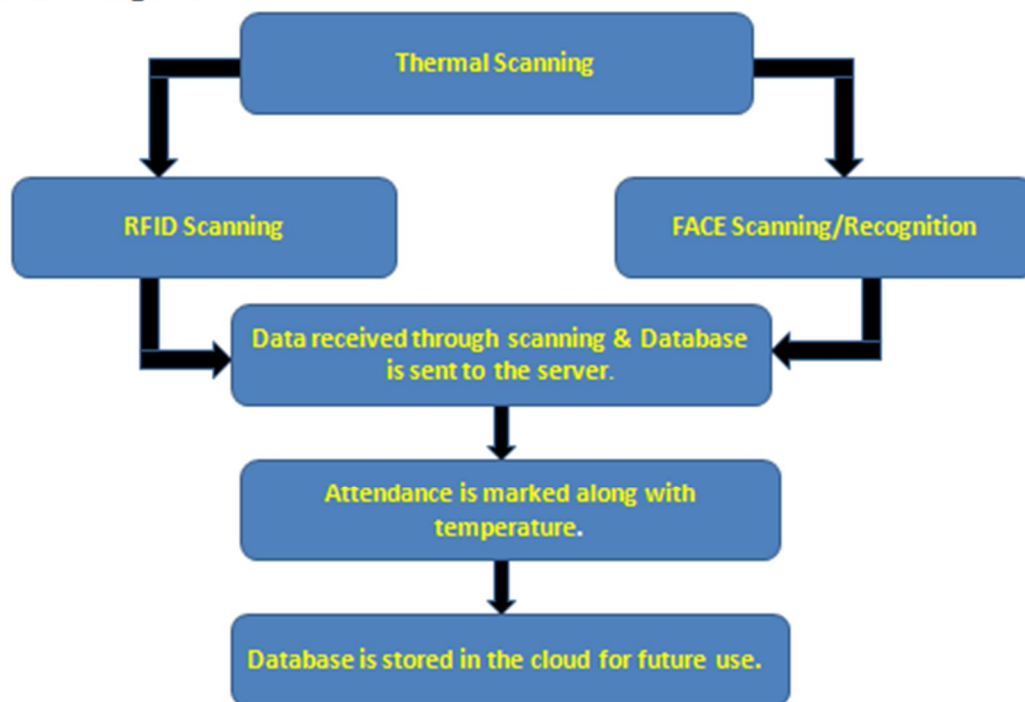 Thermal Scanning
RFID Scanning
FACE Scanning/Recognition
Data received through scanning & Database
is sent to the server.
Attendance is marked along with
temperature.
Database is stored in the cloud for future use.